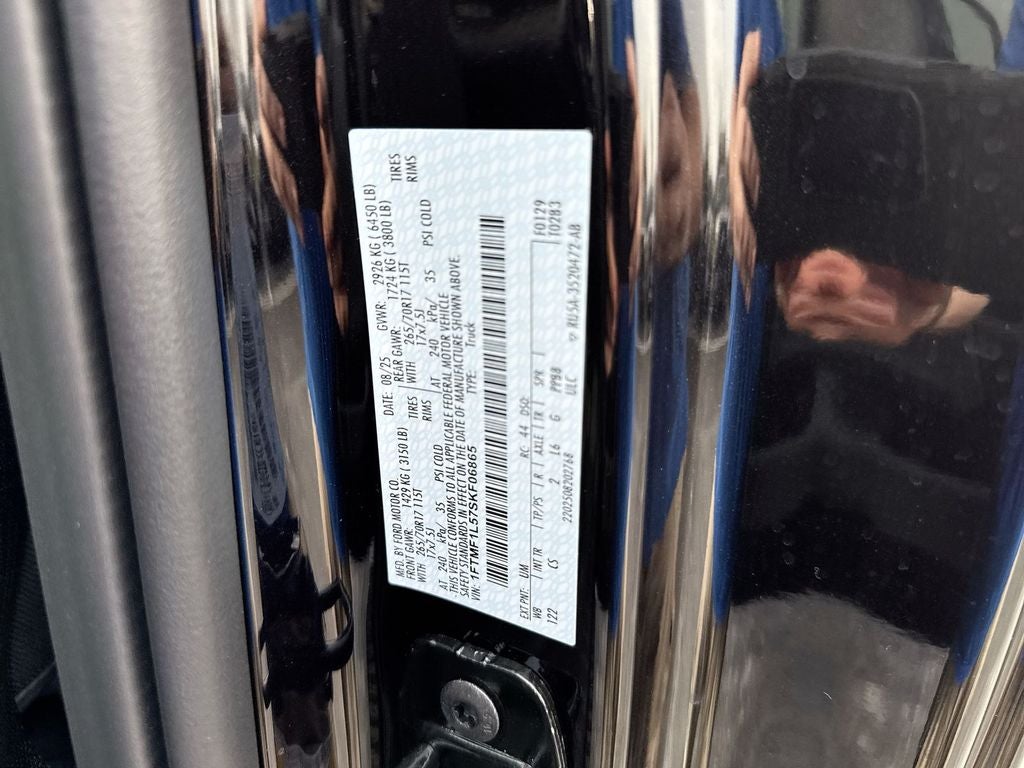 MFD. BY FORD MOTOR CO.
DATE: 08/25 GVWR: 2926 KG ( 6450 LB)
FRONT GAWR: 1429 KG ( 3150 LB) REAR GAWR: 1724 KG ( 3800 LB)
WITH 265/70R17 115T TIRES WITH 265/70R17 115T TIRES
17x7.5J RIMS 17x7.5J RIMS
AT 240 kPa/ 35 PSI COLD AT 240 kPa/ 35 PSI COLD
-THIS VEHICLE CONFORMS TO ALL APPLICABLE FEDERAL MOTOR VEHICLE
SAFETY STANDARDS IN EFFECT ON THE DATE OF MANUFACTURE SHOWN ABOVE.
VIN: 1FTMF1L57SKF06865 TYPE: Truck
F0129
T0283
EXT PNT: UM RC: 44 DSO:
WB INT TR TP/PS R AXLE TR SPR
122 CS 2 16 G PPBB
ULC
220250820276B
RU5A-3520472-AB